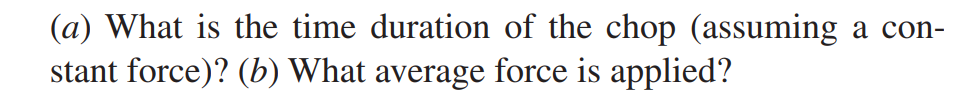 (a) What is the time duration of the chop (assuming a con-
stant force)? (b) What average force is applied?